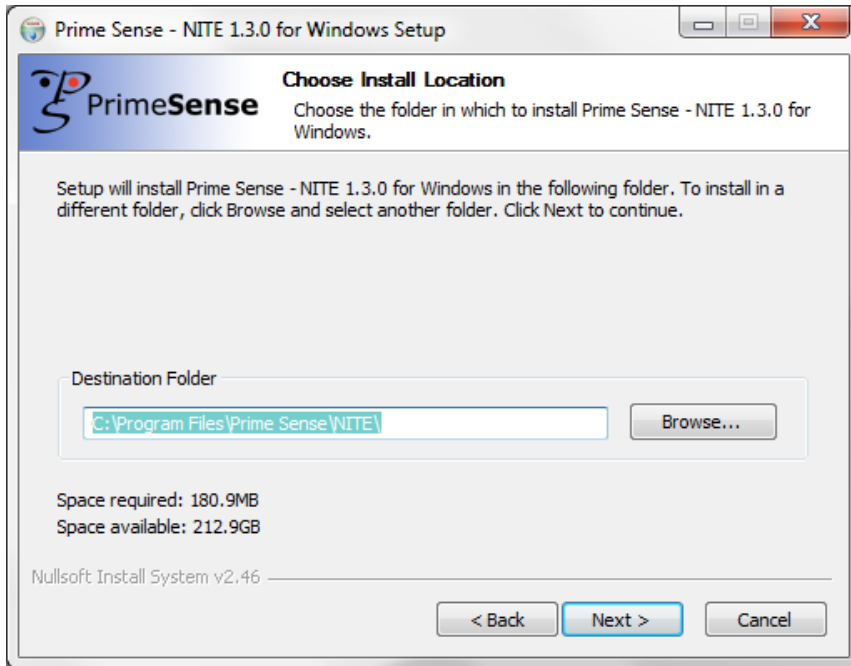 Prime Sense - NITE 1.3.0 for Windows Setup
PrimeSense
Choose Install Location
Choose the folder in which to install Prime Sense - NITE 1.3.0 for
Windows.
Setup will install Prime Sense - NITE 1.3.0 for Windows in the following folder. To install in a
different folder, click Browse and select another folder. Click Next to continue.
Destination Folder
C:\Program Files\Prime Sense\NITE\
Browse...
Space required: 180.9MB
Space available: 212.9GB
Nullsoft Install System v2.46
< Back
Next >
Cancel